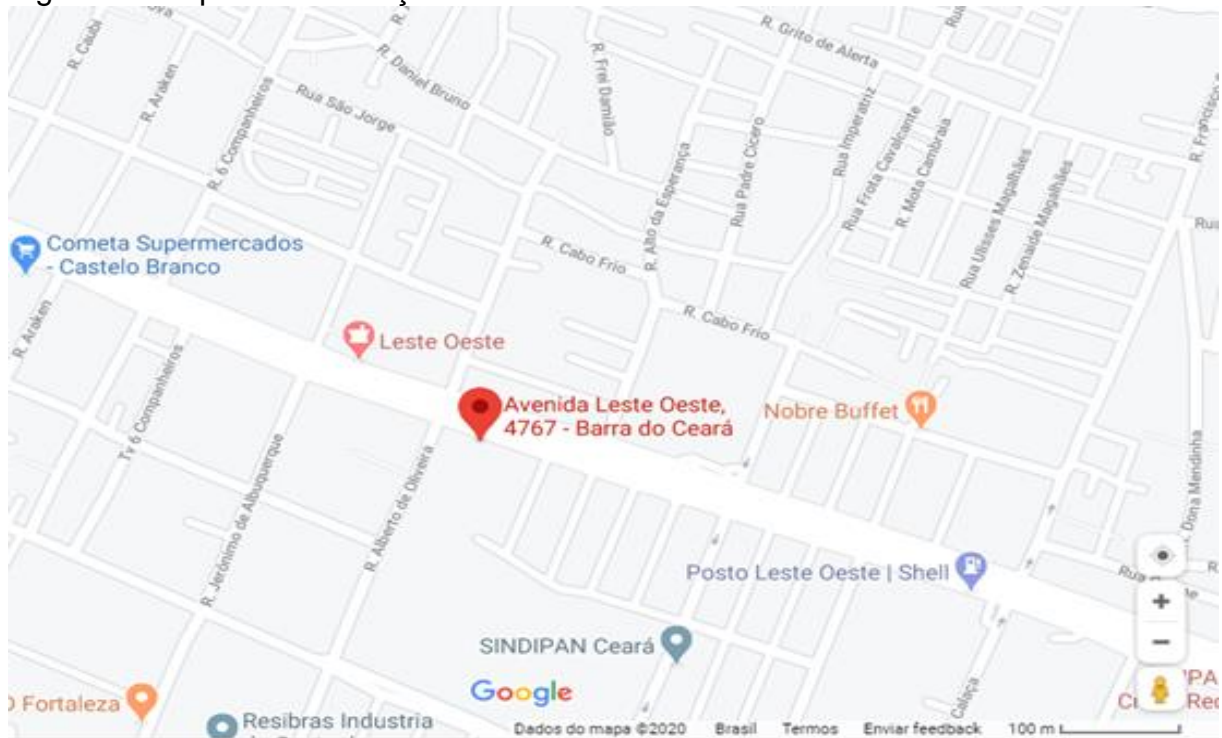 R. Caubi
R. Araken
R. 6 Companheiros
R. Daniel Bruno
Rua São Jorge
R. Frei Damião
R. Grito de Alerta
Rua Imperatriz
Rua Frota Cavalcante
R. Mota Cambraia
Rua Ulisses Magalhães
R. Zenaide Magalhães
R. Alto da Esperança
Rua Padre Cicero
R. Cabo Frio
R. Cabo Frio
Cometa Supermercados
- Castelo Branco
R. Araken
Leste Oeste
Avenida Leste Oeste,
4767 - Barra do Ceará
Nobre Buffet
Tv 6 Companheiros
R. Jerônimo de Albuquerque
R. Alberto de Oliveira
Dona Mendinha
Posto Leste Oeste | Shell
Rua
SINDIPAN Ceará
Calaça
Fortaleza
Resibras Industria
Google
Dados do mapa ©2020 Brasil Termos Enviar feedback 100 m